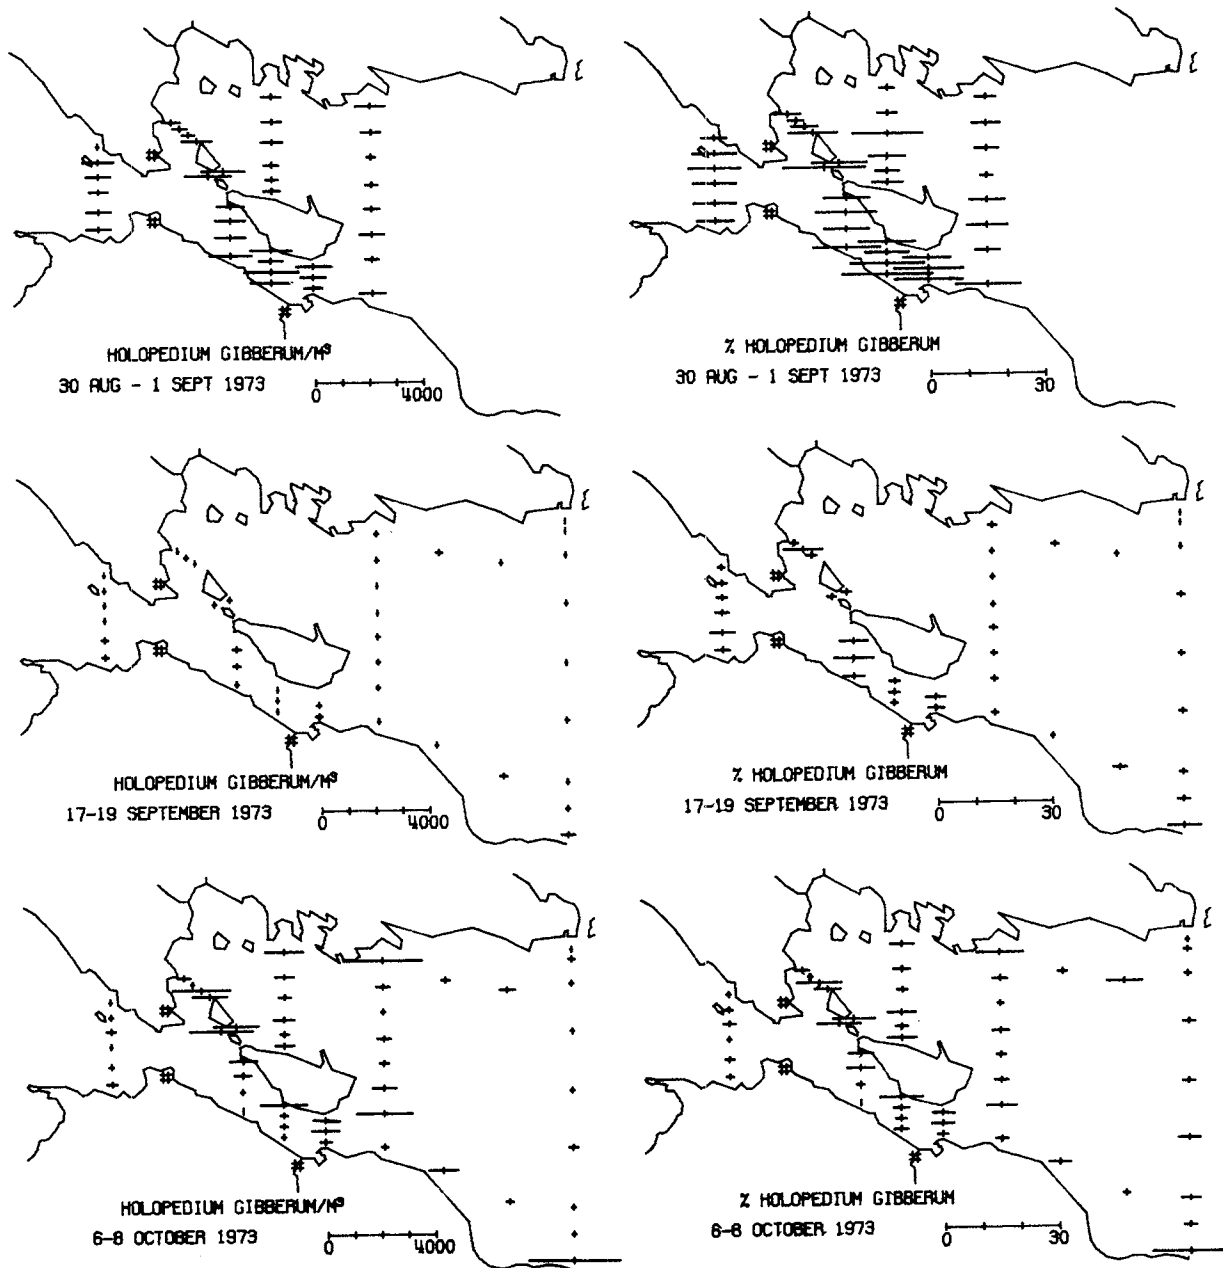 HOLOPEDIUM GIBBERUM/M³
30 AUG - 1 SEPT 1973
0 4000
% HOLOPEDIUM GIBBERUM
30 AUG - 1 SEPT 1973
0 30
HOLOPEDIUM GIBBERUM/M³
17-19 SEPTEMBER 1973
0 4000
% HOLOPEDIUM GIBBERUM
17-19 SEPTEMBER 1973
0 30
HOLOPEDIUM GIBBERUM/M³
6-8 OCTOBER 1973
0 4000
% HOLOPEDIUM GIBBERUM
6-8 OCTOBER 1973
0 30